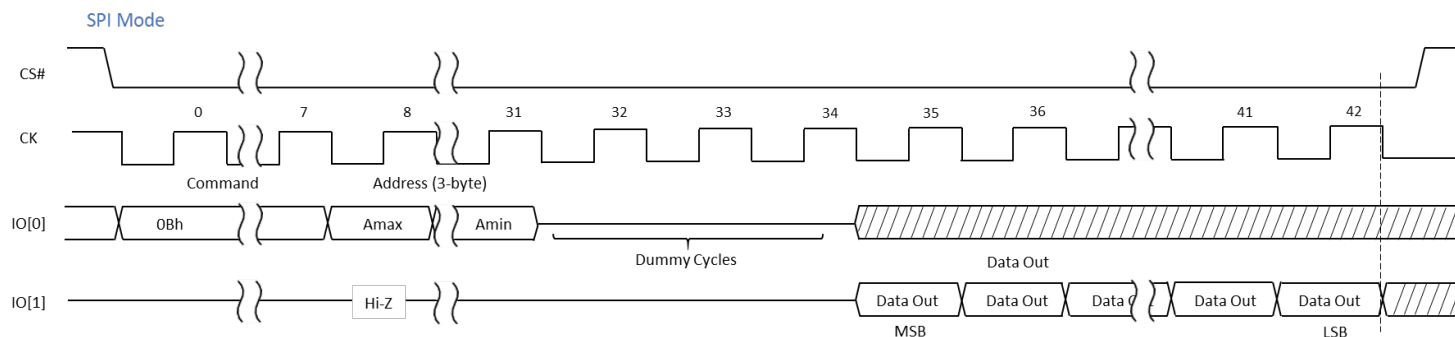 SPI Mode
CS#
0 7 8 31 32 33 34 35 36 41 42
CK
Command Address (3-byte)
IO[0] 0Bh Amax Amin
Dummy Cycles Data Out
IO[1] Hi-Z Data Out Data Out Data Data Out Data Out
MSB LSB